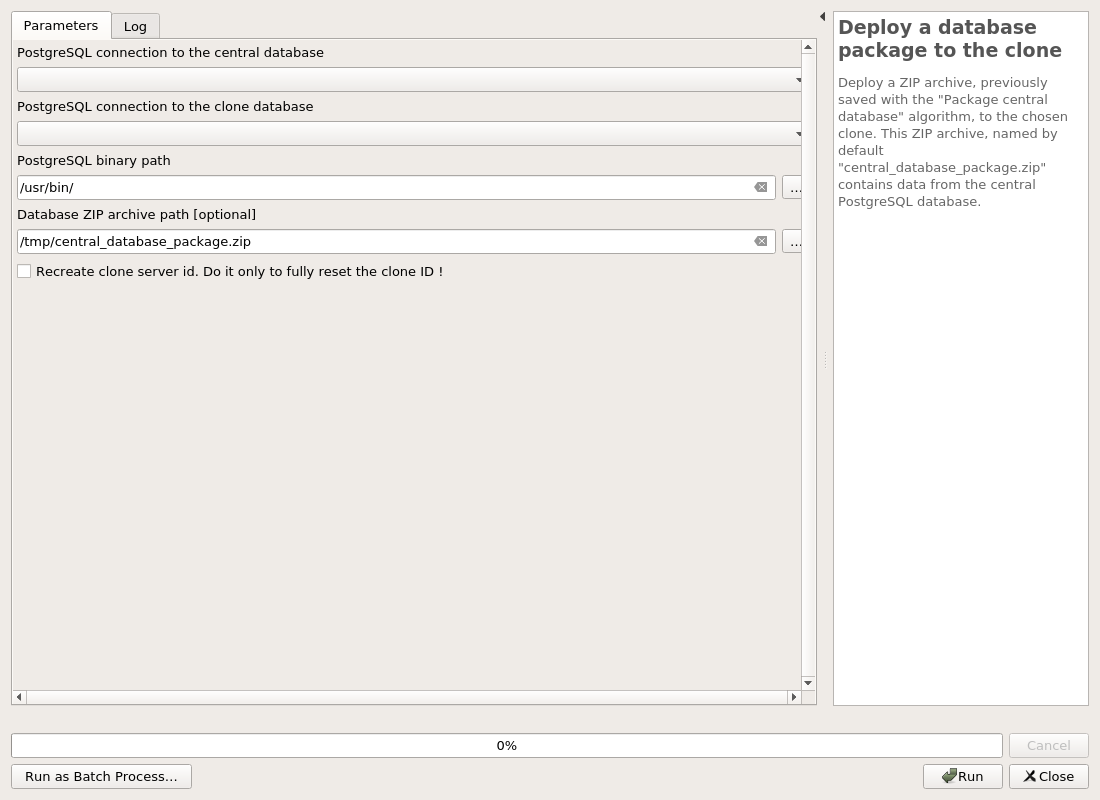 Parameters
Log
PostgreSQL connection to the central database
PostgreSQL connection to the clone database
PostgreSQL binary path
/usr/bin/
...
Database ZIP archive path [optional]
/tmp/central_database_package.zip
...
Recreate clone server id. Do it only to fully reset the clone ID !
Deploy a database
package to the clone
Deploy a ZIP archive, previously
saved with the "Package central
database" algorithm, to the chosen
clone. This ZIP archive, named by
default
"central_database_package.zip"
contains data from the central
PostgreSQL database.
0%
Cancel
Run as Batch Process...
Run
Close